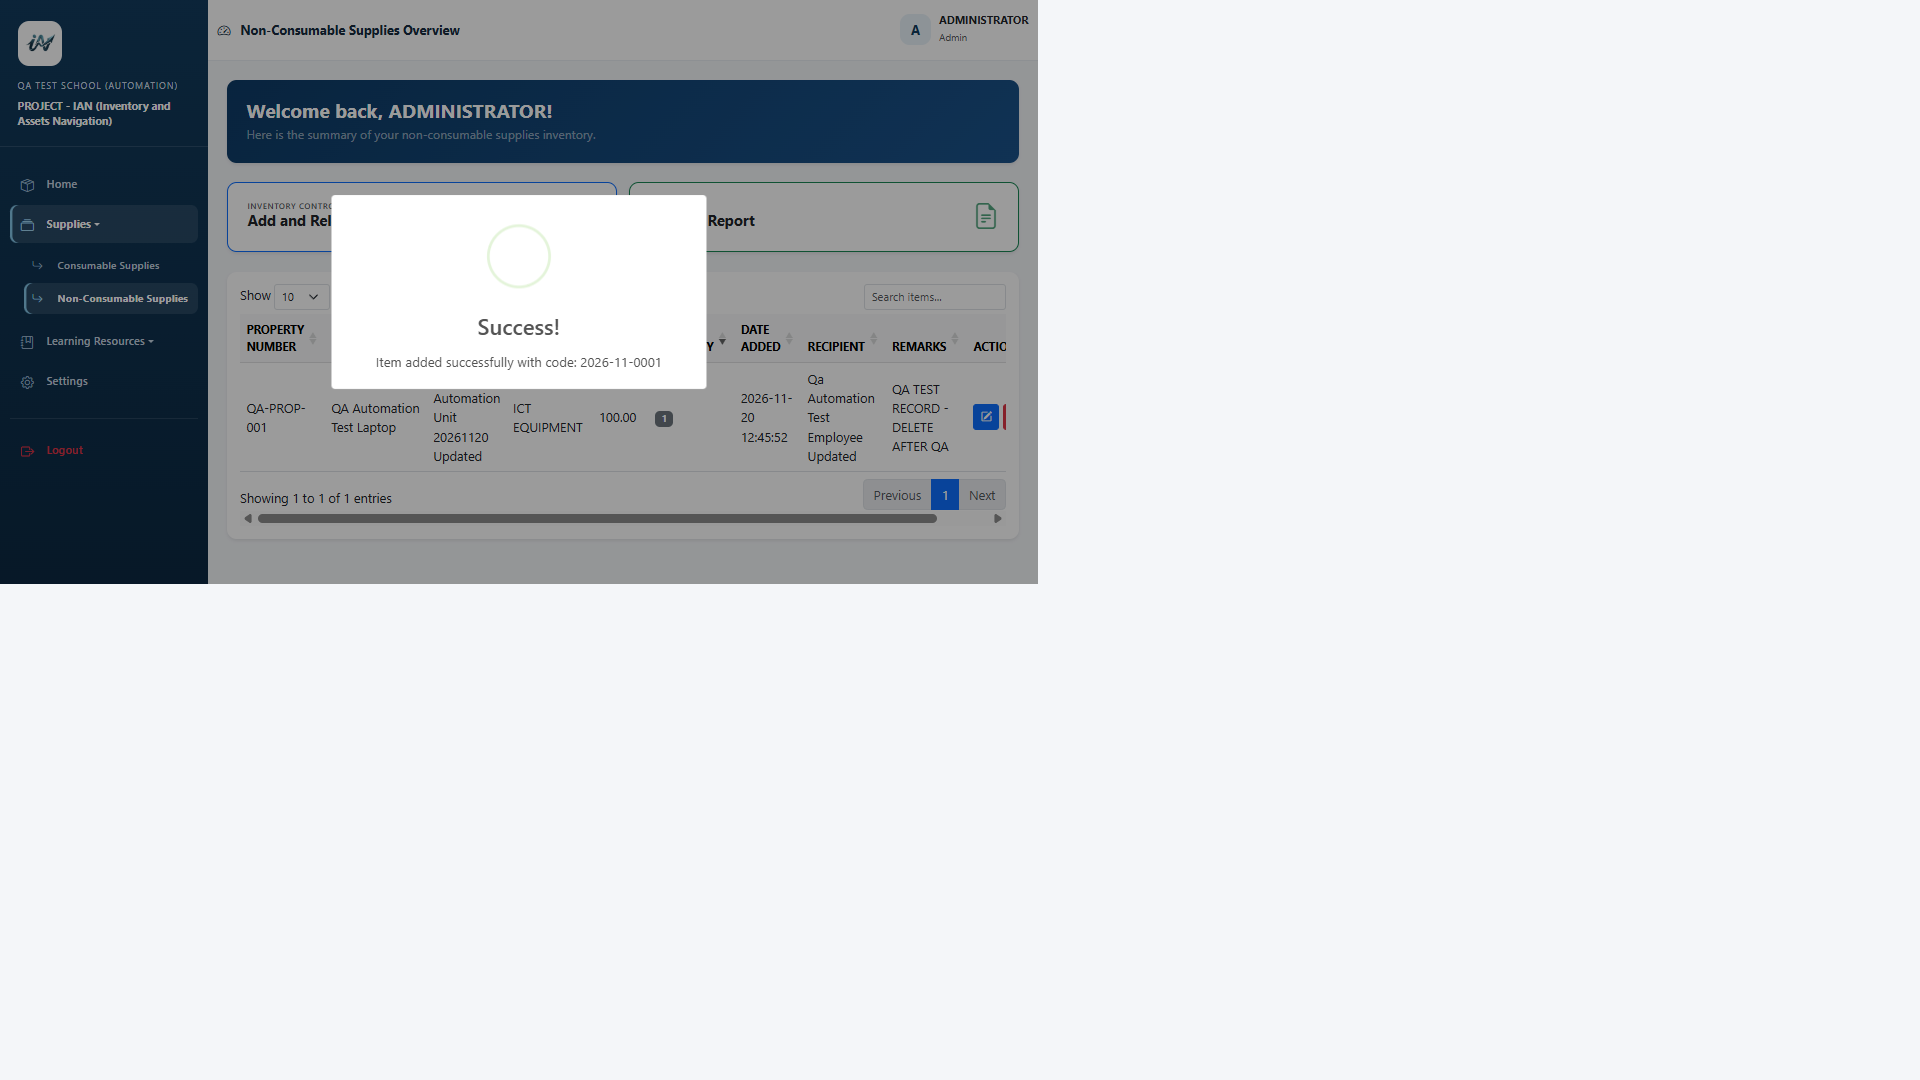 iAN
QA TEST SCHOOL (AUTOMATION)
PROJECT - IAN (Inventory and
Assets Navigation)
Home
Supplies
Consumable Supplies
Non-Consumable Supplies
Learning Resources
Settings
Logout
Non-Consumable Supplies Overview
A
ADMINISTRATOR
Admin
Welcome back, ADMINISTRATOR!
Here is the summary of your non-consumable supplies inventory.
INVENTORY CONTRO
Add and Rel
Report
Success!
Item added successfully with code: 2026-11-0001
Show 10
Search items...
PROPERTY
NUMBER
Y
DATE
ADDED
RECIPIENT
REMARKS
ACTIO
QA-PROP-
001
QA Automation
Test Laptop
Automation
Unit
20261120
Updated
ICT
EQUIPMENT
100.00
1
2026-11-
20
12:45:52
Qa
Automation
Test
Employee
Updated
QA TEST
RECORD -
DELETE
AFTER QA
Showing 1 to 1 of 1 entries
Previous 1 Next